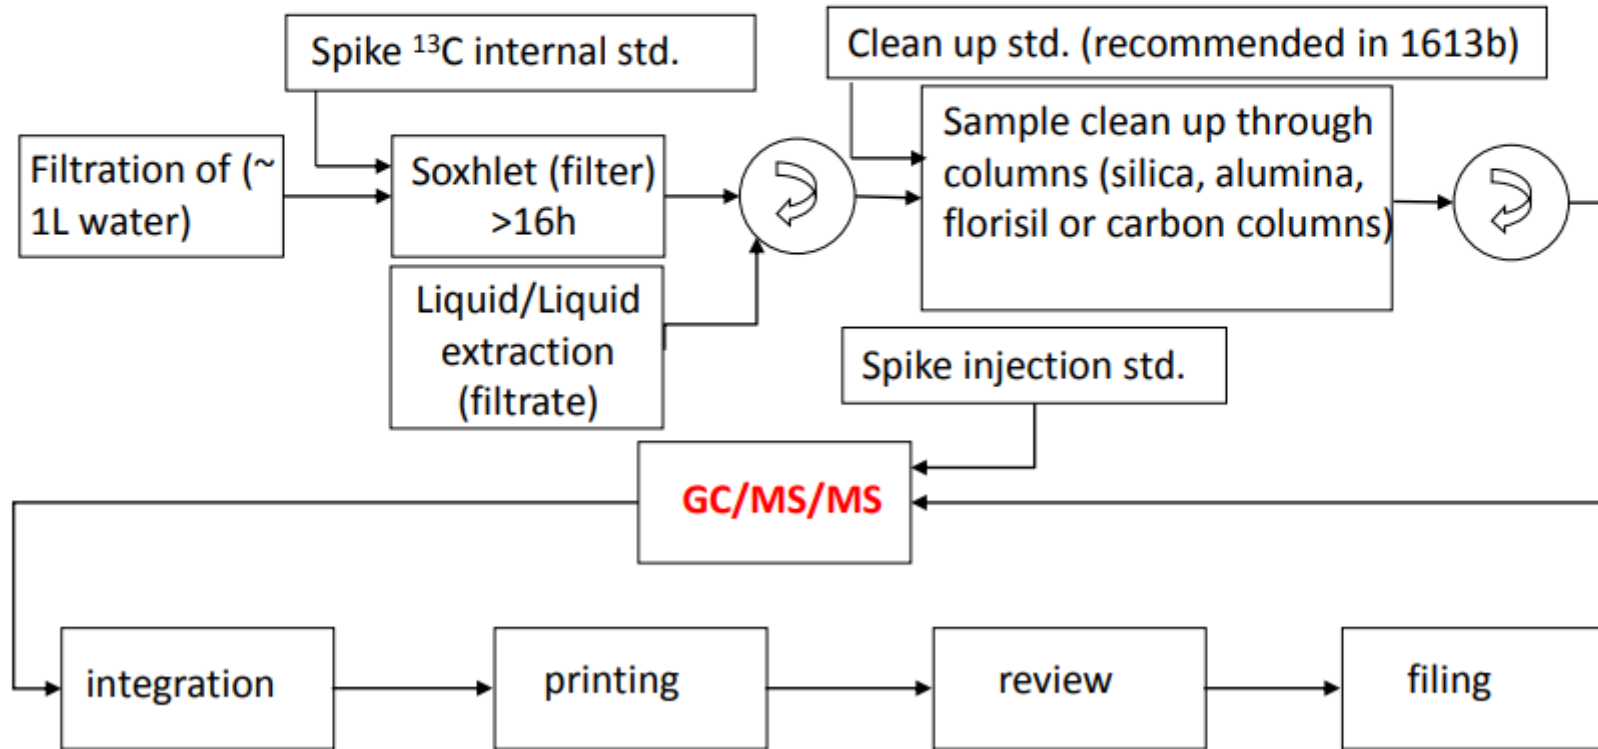 Spike ¹³C internal std.
Clean up std. (recommended in 1613b)
Filtration of (~
1L water)
Soxhlet (filter)
>16h
Sample clean up through
columns (silica, alumina,
florisil or carbon columns)
Liquid/Liquid
extraction
(filtrate)
Spike injection std.
GC/MS/MS
integration
printing
review
filing